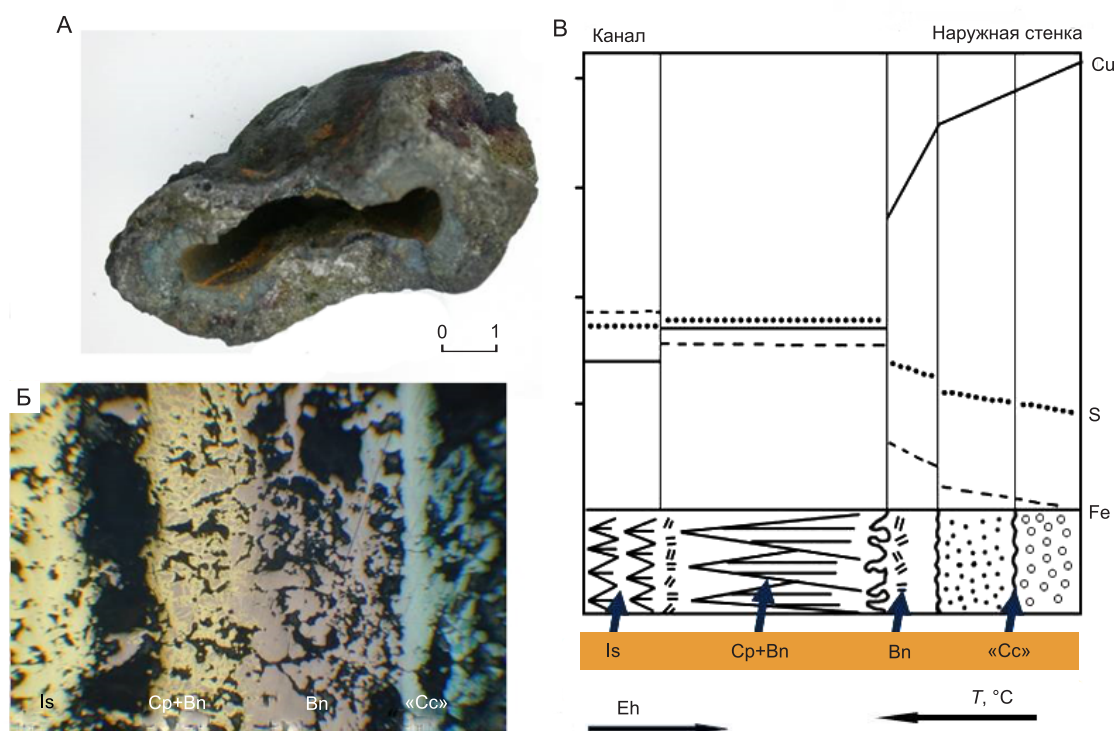 А
0 1
Б
Is Cp+Bn Bn «Cc»
В
Канал
Наружная стенка
Cu
S
Fe
Is Cp+Bn Bn «Cc»
Eh
T, °C